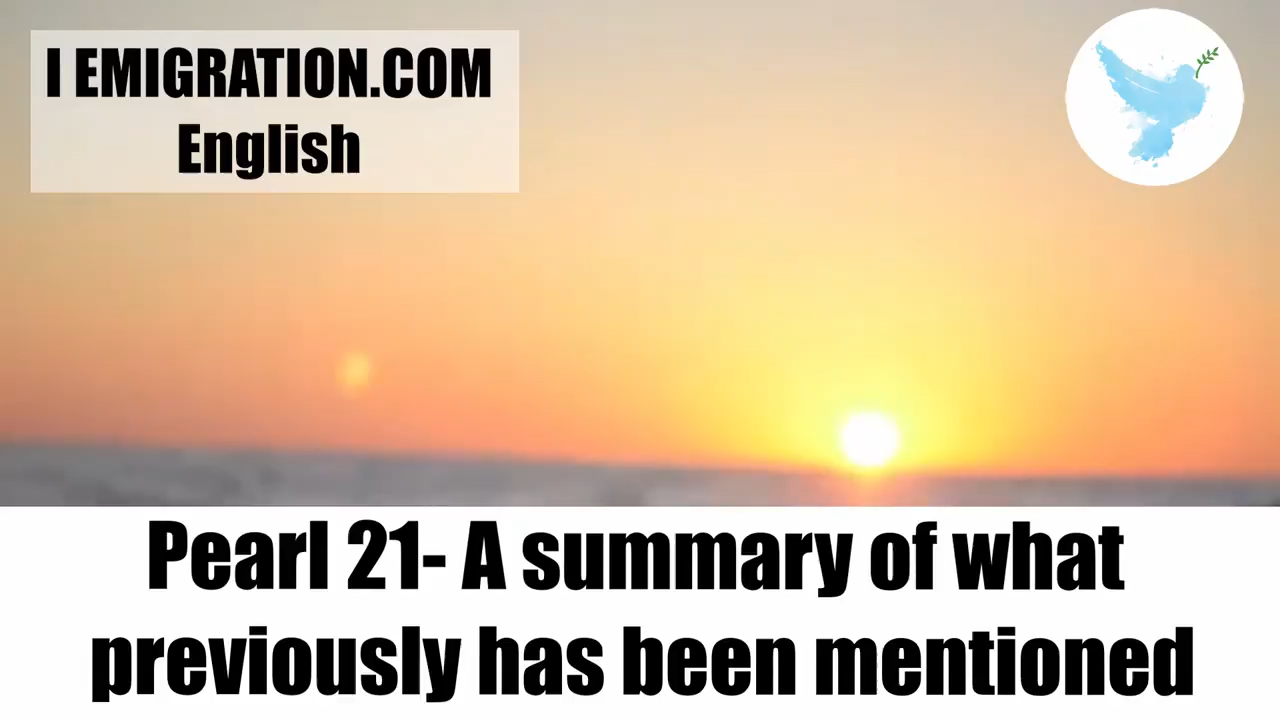 I EMIGRATION.COM
English
Pearl 21- A summary of what
previously has been mentioned